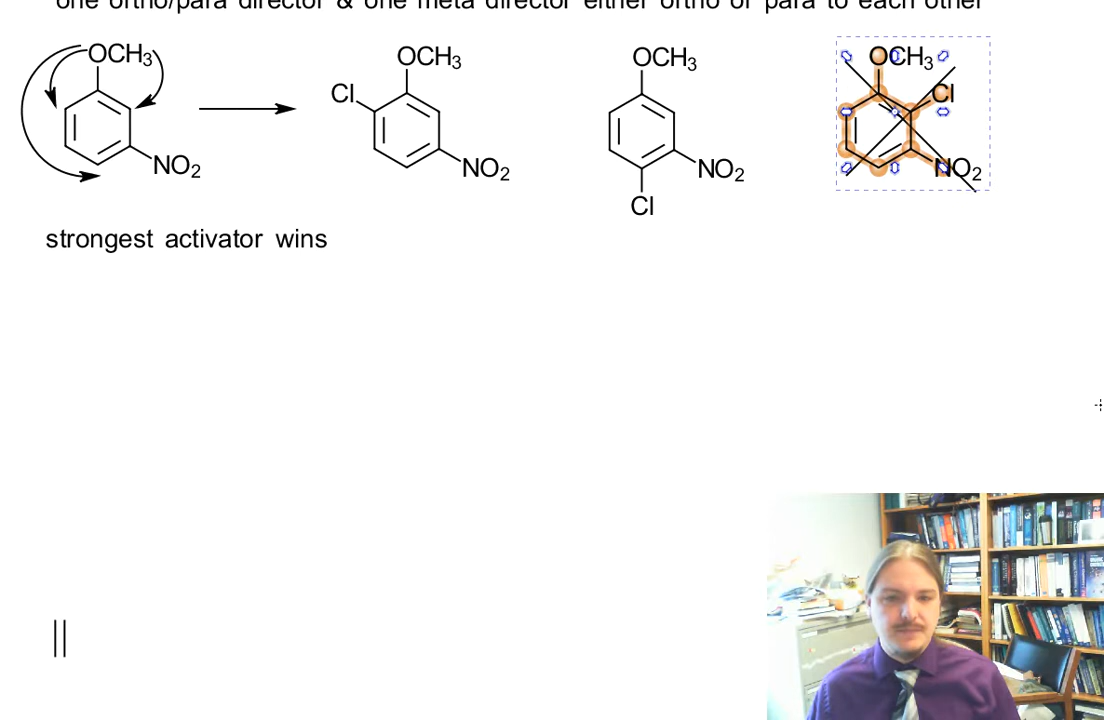 one ortho/para director & one meta director either ortho or para to each other
OCH3
NO2
OCH3
Cl
NO2
OCH3
NO2
Cl
OCH3
Cl
NO2
strongest activator wins